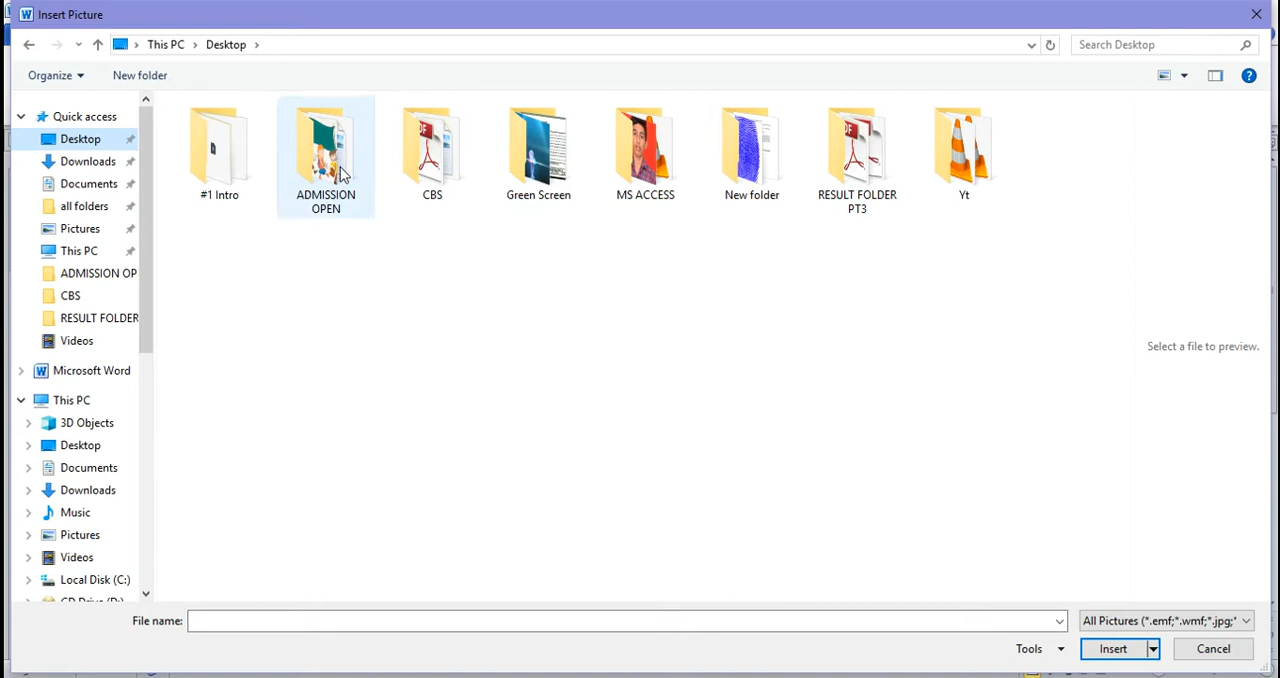 Insert Picture
This PC
Desktop
Search Desktop
Organize
New folder
Quick access
Desktop
Downloads
Documents
all folders
Pictures
This PC
ADMISSION OP
CBS
RESULT FOLDER
Videos
Microsoft Word
This PC
3D Objects
Desktop
Documents
Downloads
Music
Pictures
Videos
Local Disk (C:)
#1 Intro
ADMISSION
OPEN
CBS
Green Screen
MS ACCESS
New folder
RESULT FOLDER
PT3
Yt
Select a file to preview.
File name:
All Pictures (*.emf;*.wmf;*.jpg;*
Tools
Insert
Cancel